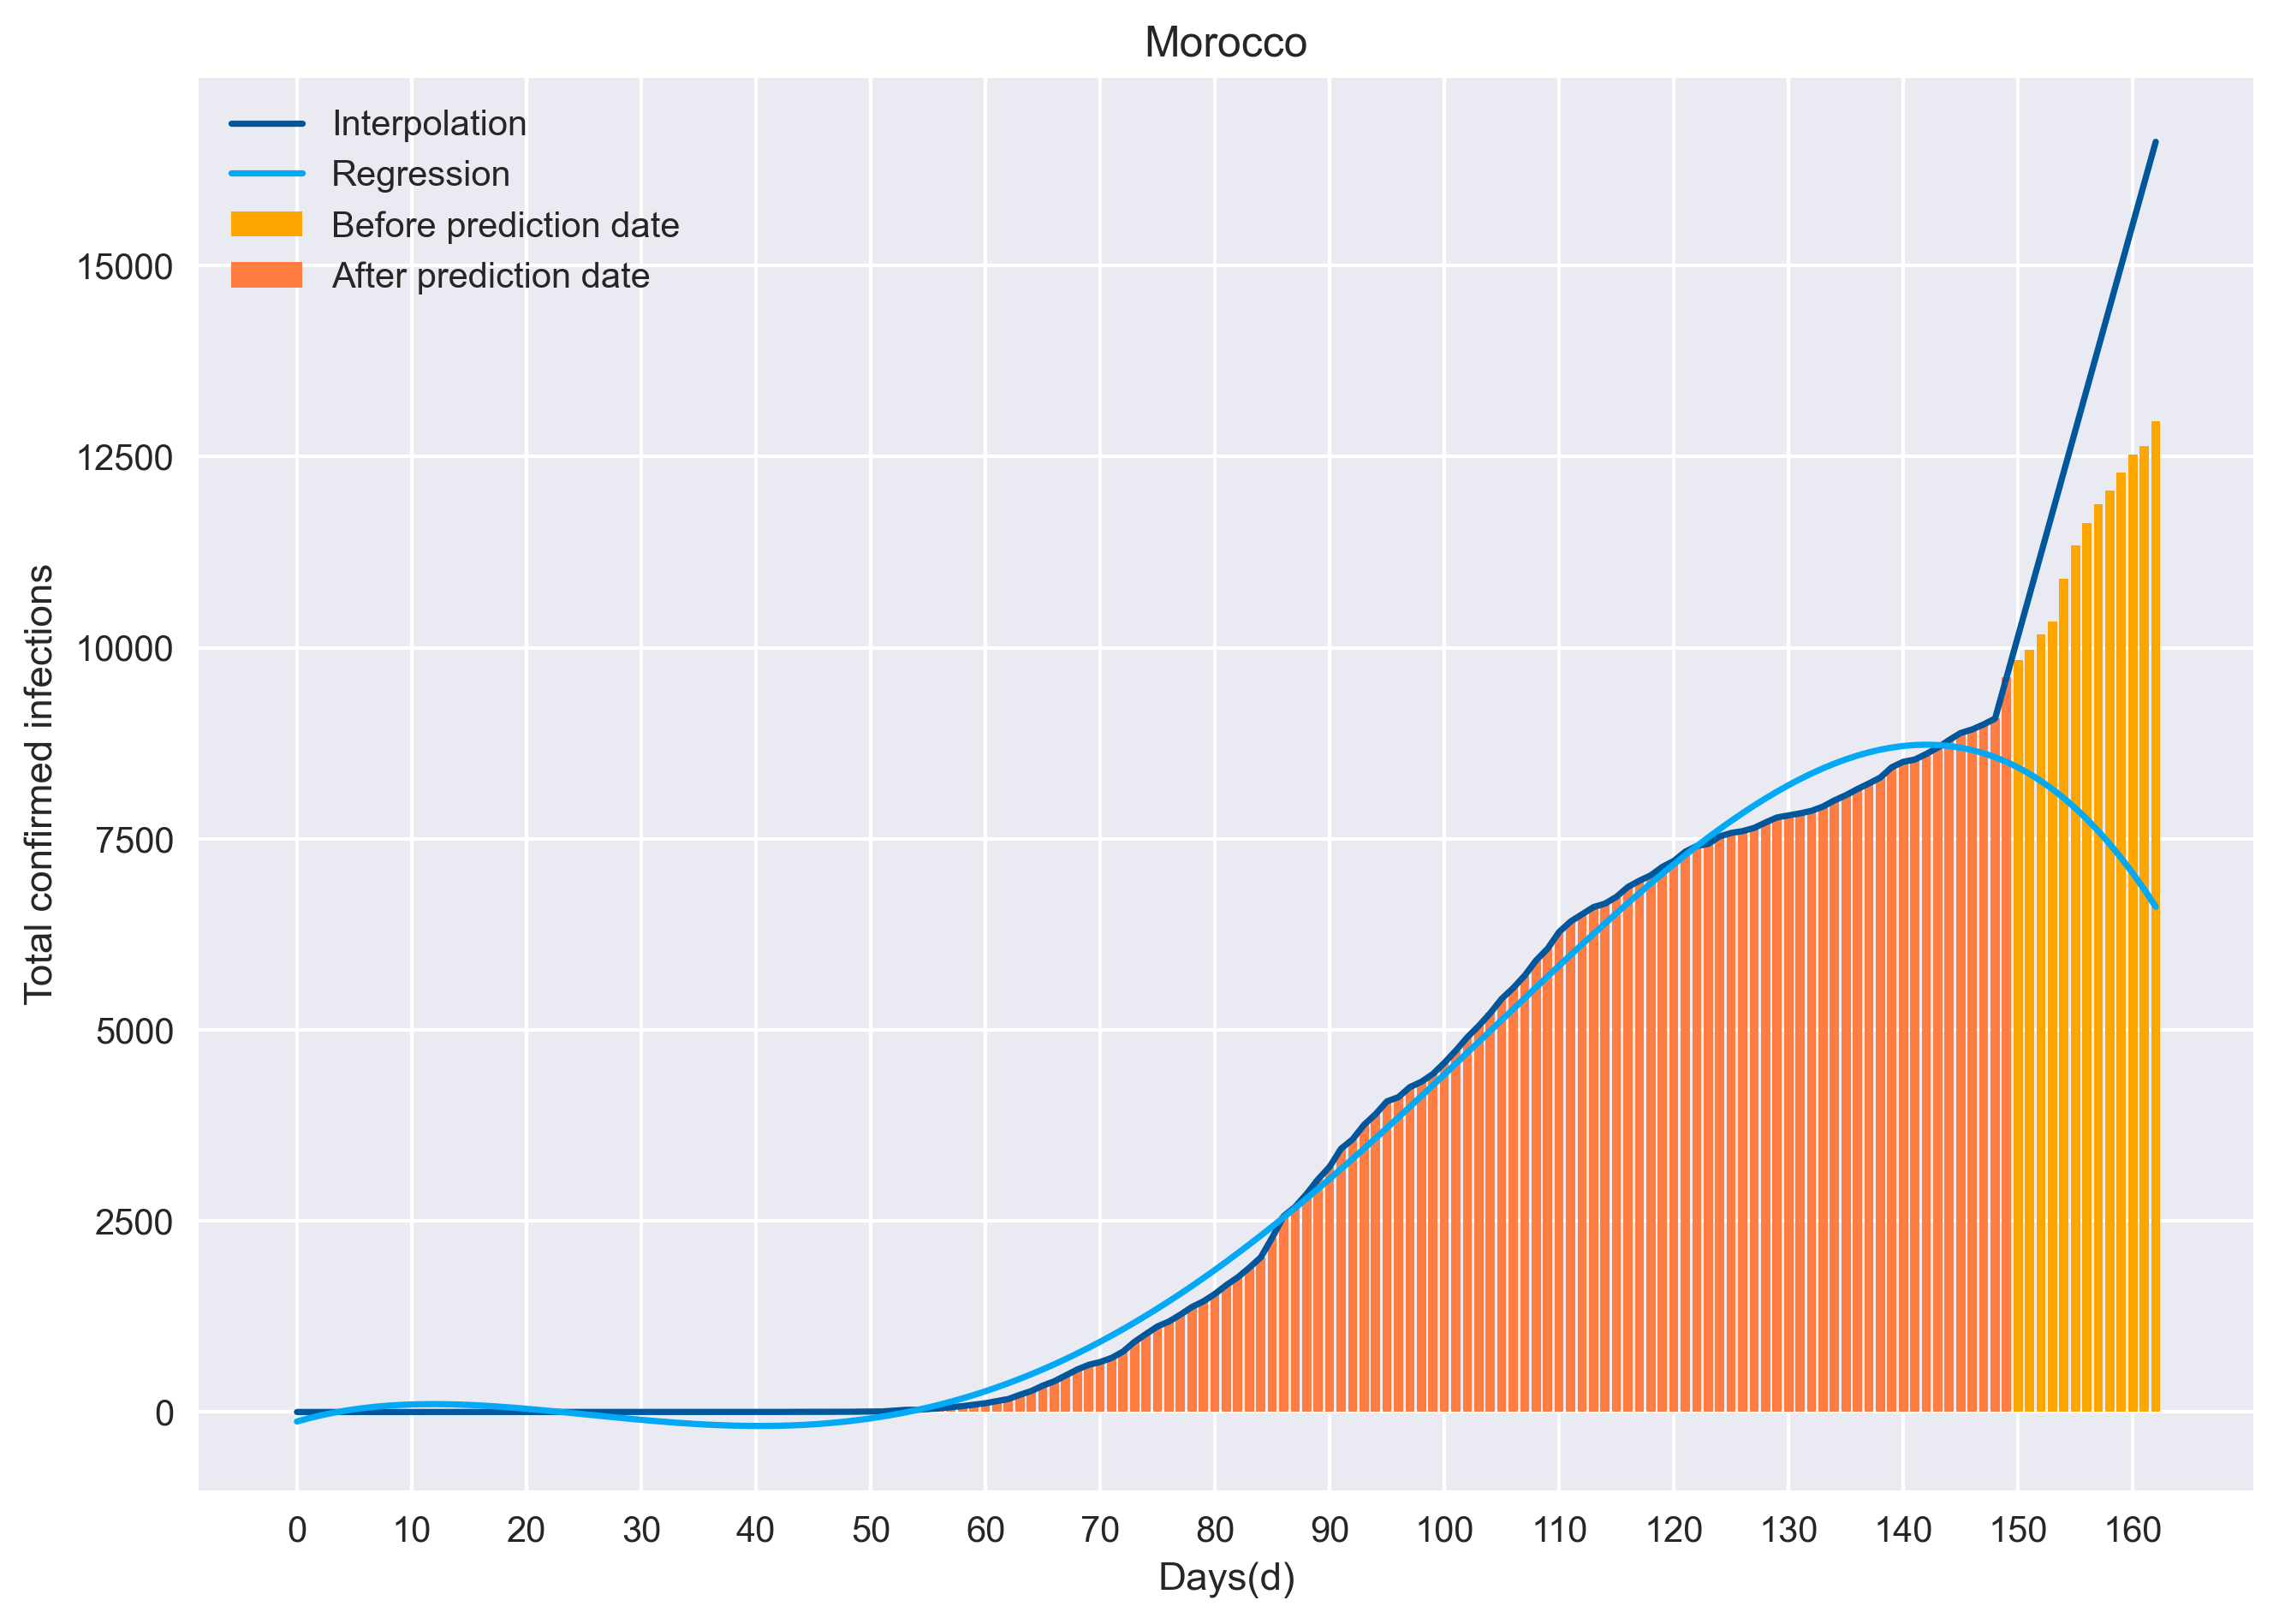 Morocco
Interpolation
Regression
Before prediction date
After prediction date
15000
12500
10000
7500
5000
2500
0
Total confirmed infections
0 10 20 30 40 50 60 70 80 90 100 110 120 130 140 150 160
Days(d)